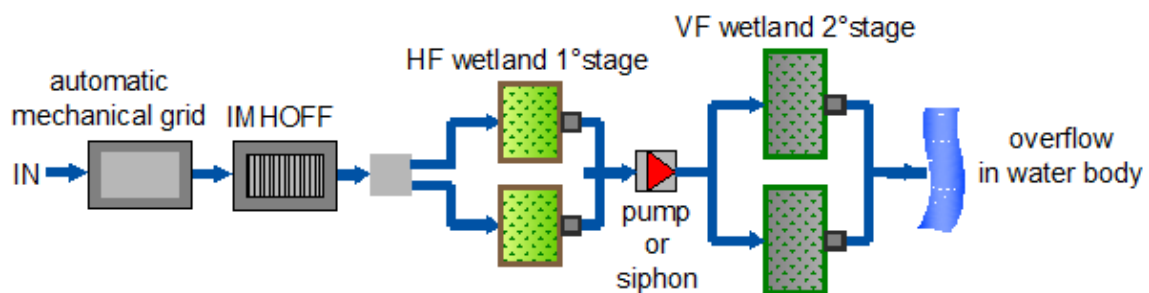 automatic
mechanical grid
IN
IMHOFF
HF wetland 1°stage
pump
or
siphon
VF wetland 2°stage
overflow
in water body